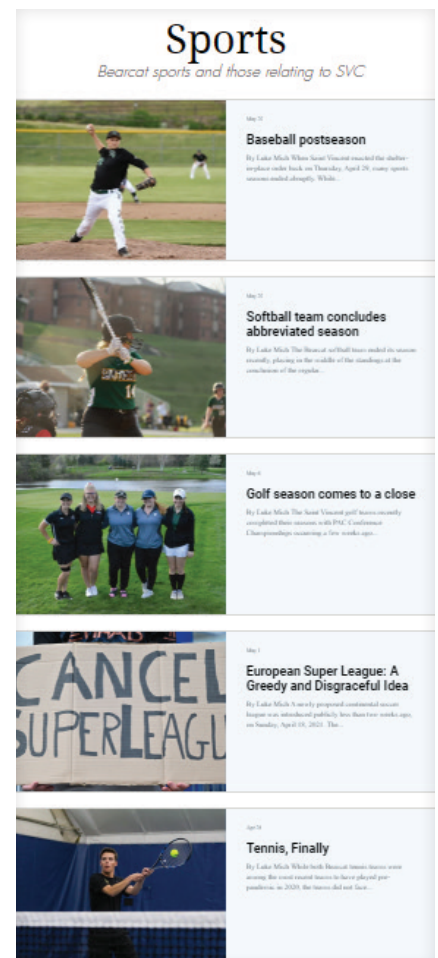 Sports
Bearcat sports and those relating to SVC
Baseball postseason
By Luke Mich When Saint Vincent enacted the shelter-
in-place order back on Thursday, April 29, many sports
seasons ended abruptly. While...
Softball team concludes
abbreviated season
By Luke Mich The Bearcat softball team ended its season
recently, placing in the middle of the standings at the
conclusion of the regular...
May 6
Golf season comes to a close
By Luke Mich The Saint Vincent golf teams recently
completed their seasons with PAC Conference
Championships occurring a few weeks ago...
CANCEL
SUPERLEAGU
May 1
European Super League: A
Greedy and Disgraceful Idea
By Luke Mich A newly proposed continental soccer
league was introduced publicly less than two weeks ago,
on Sunday, April 18, 2021. The...
Tennis, Finally
By Luke Mich While both Bearcat tennis teams were
among the most recent teams to have played pre-
pandemic in 2020, the teams did not face...